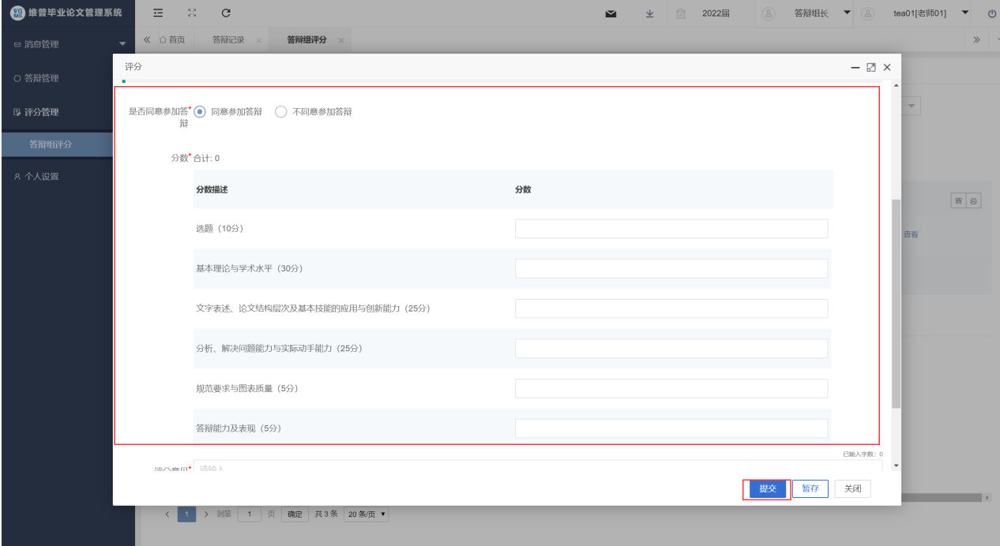 维普毕业论文管理系统
2022届
答辩组长
tea01[老师01]
消息管理
首页
答辩记录
答辩组评分
评分
答辩管理
评分管理
答辩组评分
个人设置
是否同意参加答辩*
同意参加答辩
不同意参加答辩
分数* 合计: 0
分数描述
分数
选题（10分）
基本理论与学术水平（30分）
文字表述、论文结构层次及基本技能的应用与创新能力（25分）
分析、解决问题能力与实际动手能力（25分）
规范要求与图表质量（5分）
答辩能力及表现（5分）
查看
已输入字数：0
请输入
提交
暂存
关闭
1
到第
1
页
确定
共 3 条
20 条/页